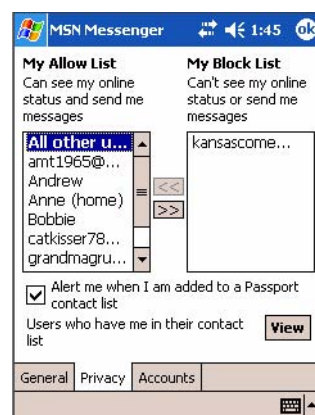 MSN Messenger 1:45 ok
My Allow List
Can see my online
status and send me
messages
All other u...
amt1965@...
Andrew
Anne (home)
Bobbie
catkisser78...
grandmagru...
<<
>>
My Block List
Can't see my online
status or send me
messages
kansascome...
Alert me when I am added to a Passport
contact list
Users who have me in their contact
list
View
General Privacy Accounts